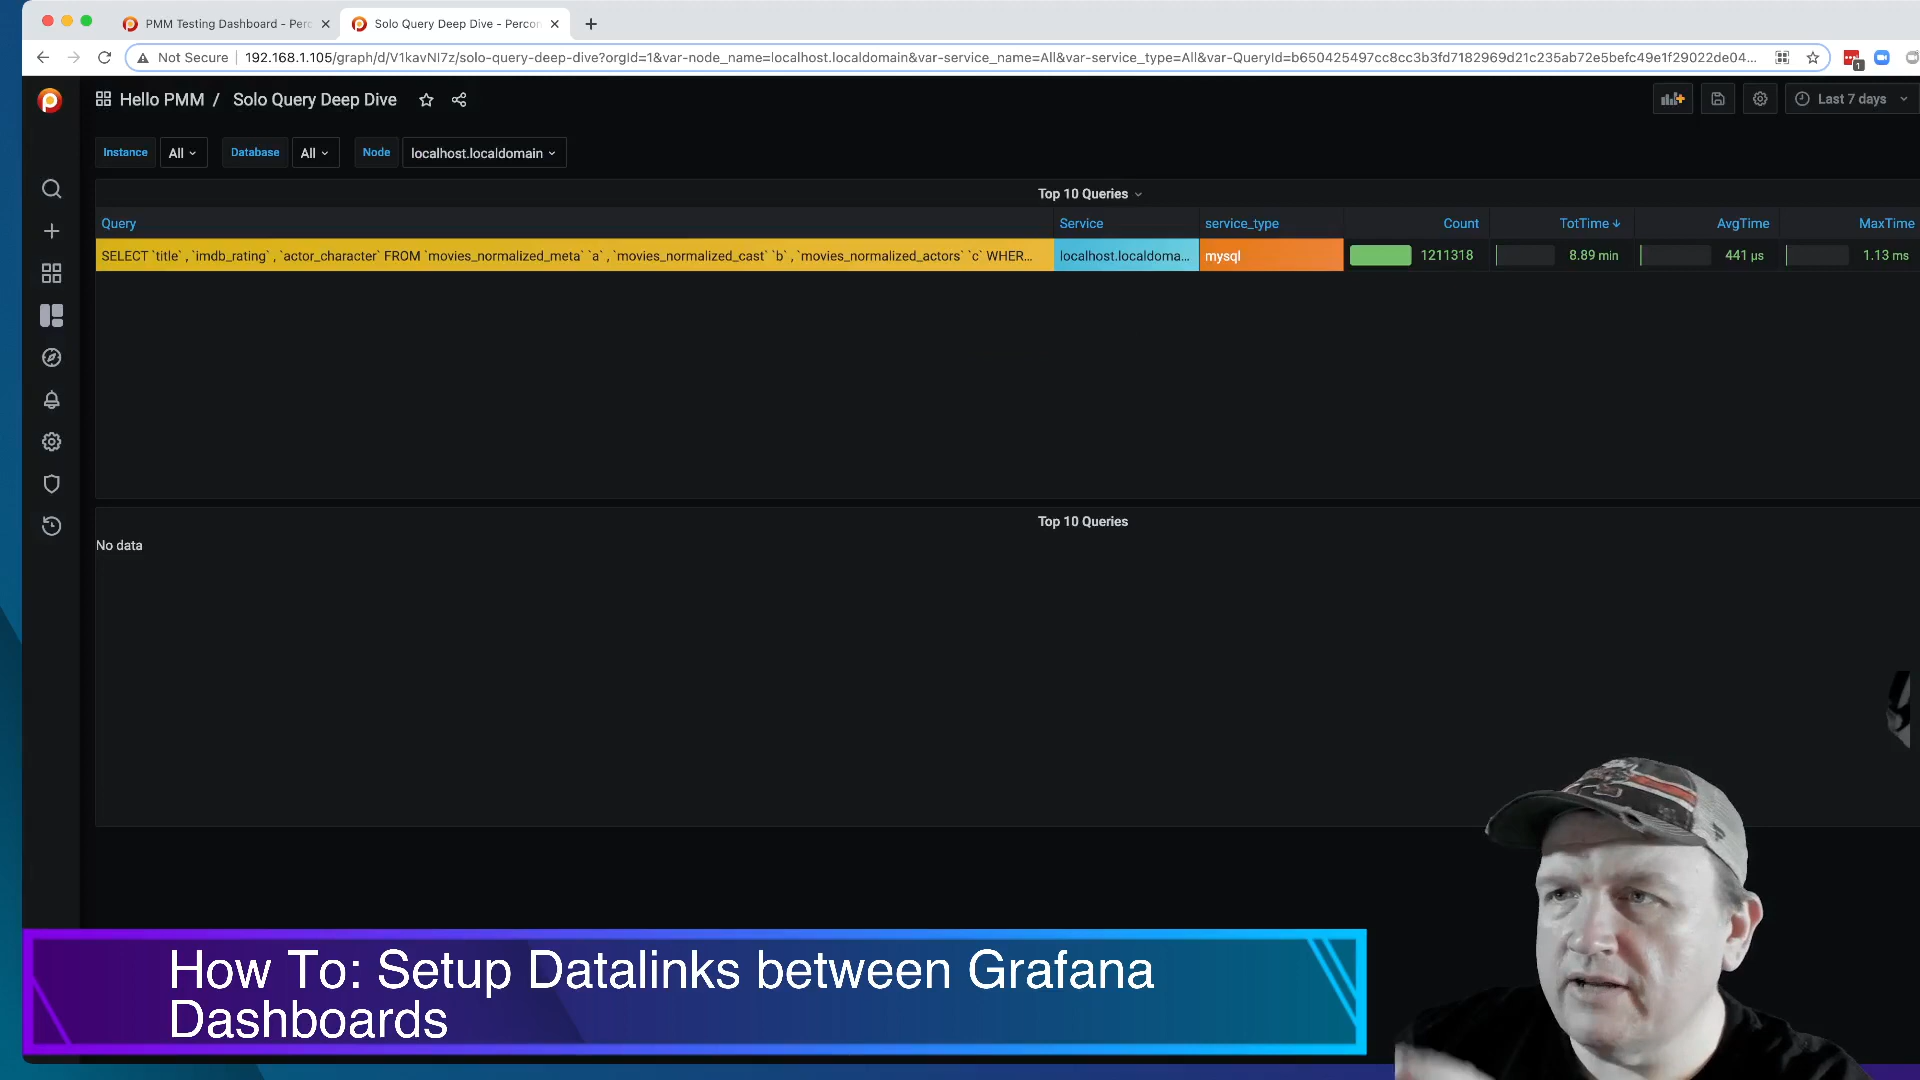 PMM Testing Dashboard - Perc
Solo Query Deep Dive - Percon
Not Secure 192.168.1.105/graph/d/V1kavNI7z/solo-query-deep-dive?orgId=1&var-node_name=localhost.localdomain&var-service_name=All&var-service_type=All&var-QueryId=b650425497cc8cc3b3fd7182969d21c235ab72e5befc49e1f29022de04...
1
Hello PMM / Solo Query Deep Dive
Last 7 days
Instance All Database All Node localhost.localdomain
Top 10 Queries
Query Service service_type Count TotTime AvgTime MaxTime
SELECT `title` , `imdb_rating` , `actor_character` FROM `movies_normalized_meta` `a` , `movies_normalized_cast` `b` , `movies_normalized_actors` `c` WHER... localhost.localdoma... mysql 1211318 8.89 min 441 µs 1.13 ms
Top 10 Queries
No data
How To: Setup Datalinks between Grafana
Dashboards